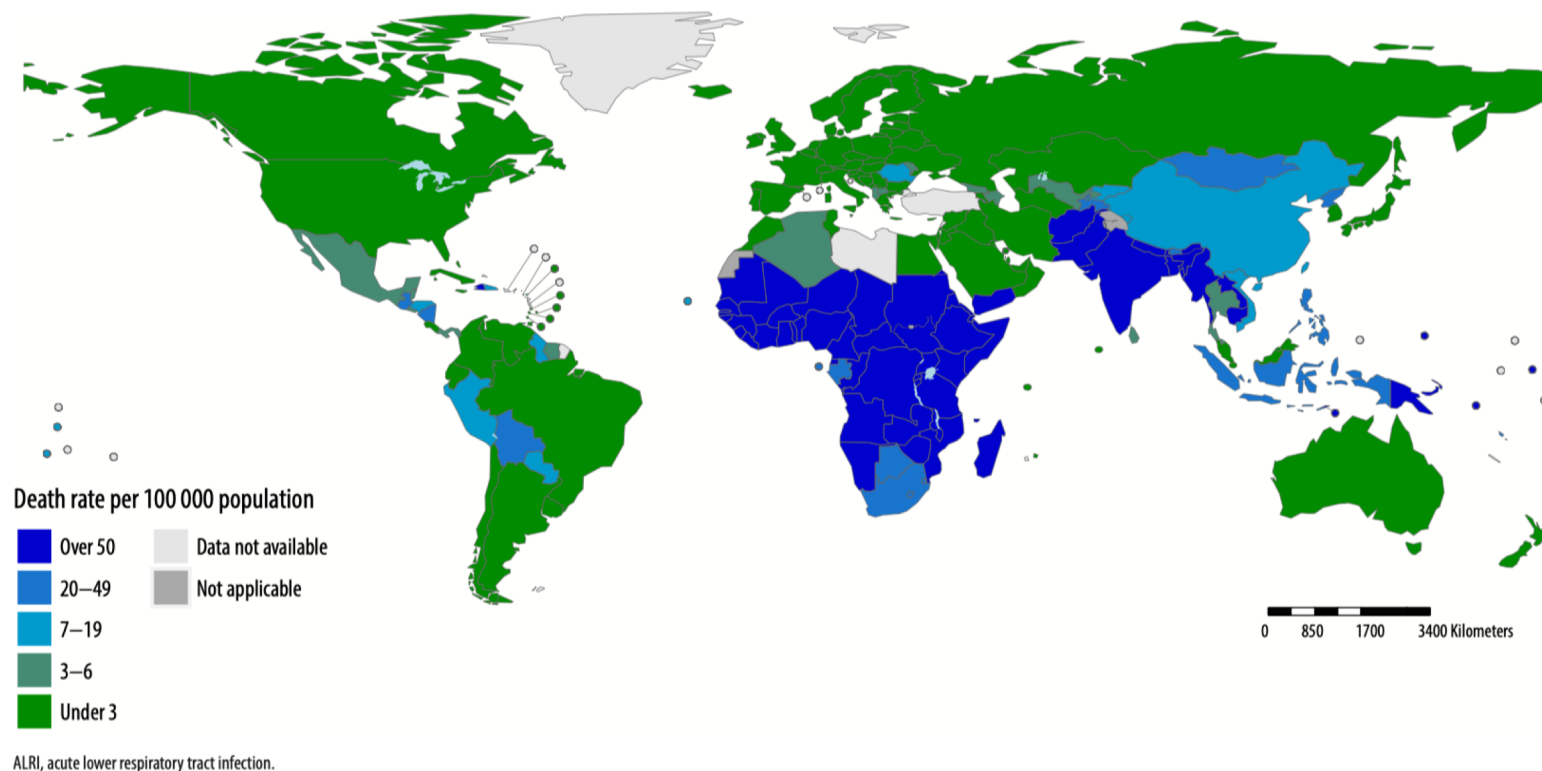 Death rate per 100 000 population
Over 50
Data not available
20–49
Not applicable
7–19
3–6
Under 3
0 850 1700 3400 Kilometers
ALRI, acute lower respiratory tract infection.